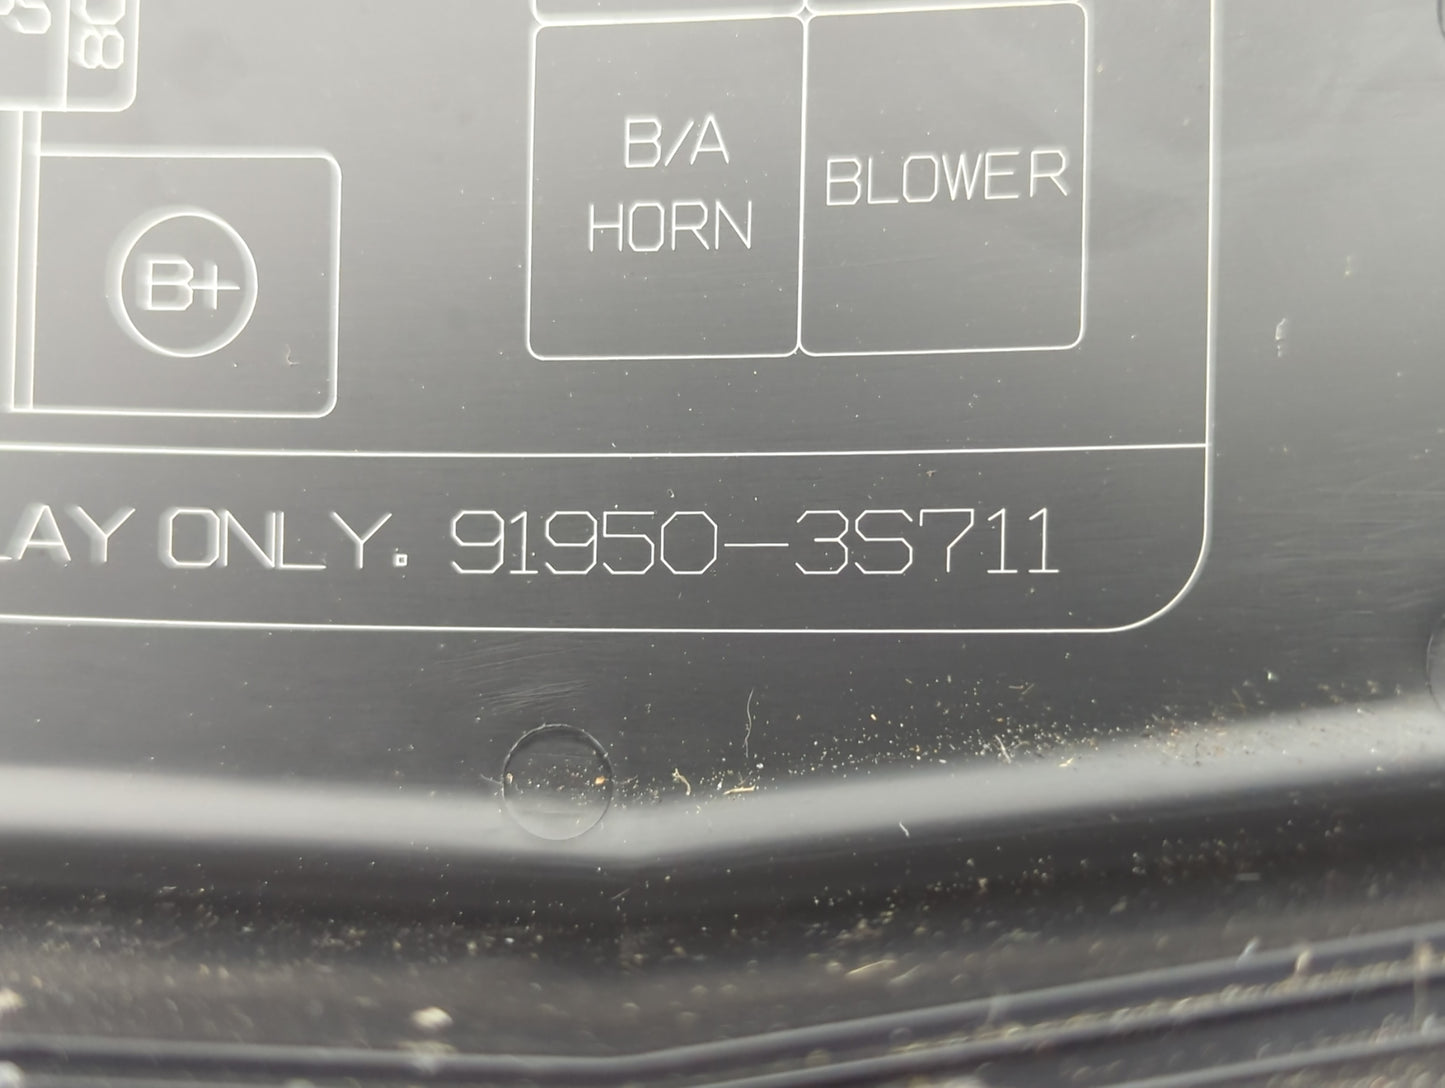 B/A
HORN
BLOWER
B+
LAY ONLY. 91950-3S711